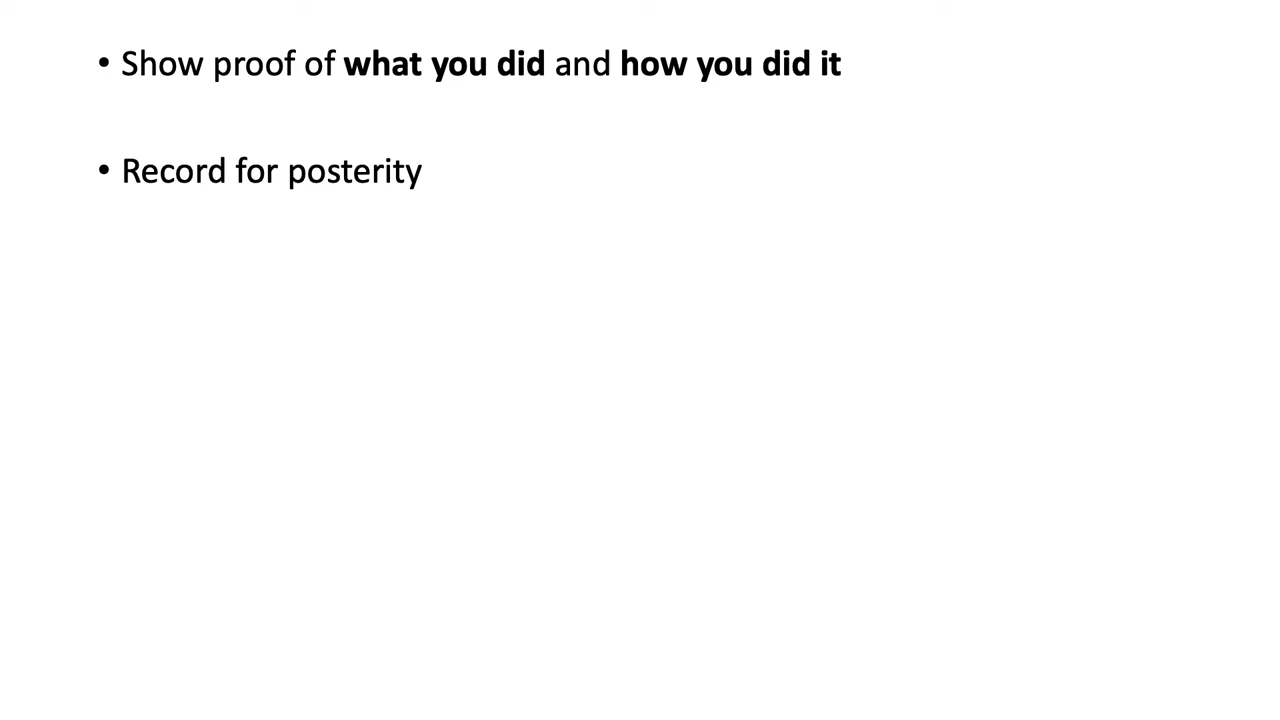 • Show proof of what you did and how you did it
• Record for posterity